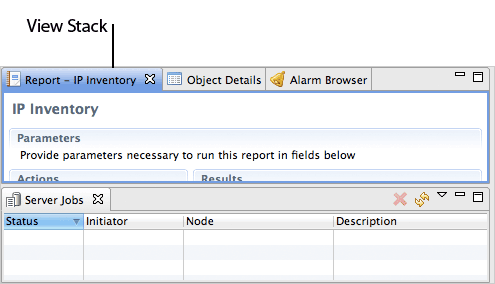 View Stack
Report – IP Inventory Object Details Alarm Browser
IP Inventory
Parameters
Provide parameters necessary to run this report in fields below
Actions Results
Server Jobs
Status Initiator Node Description